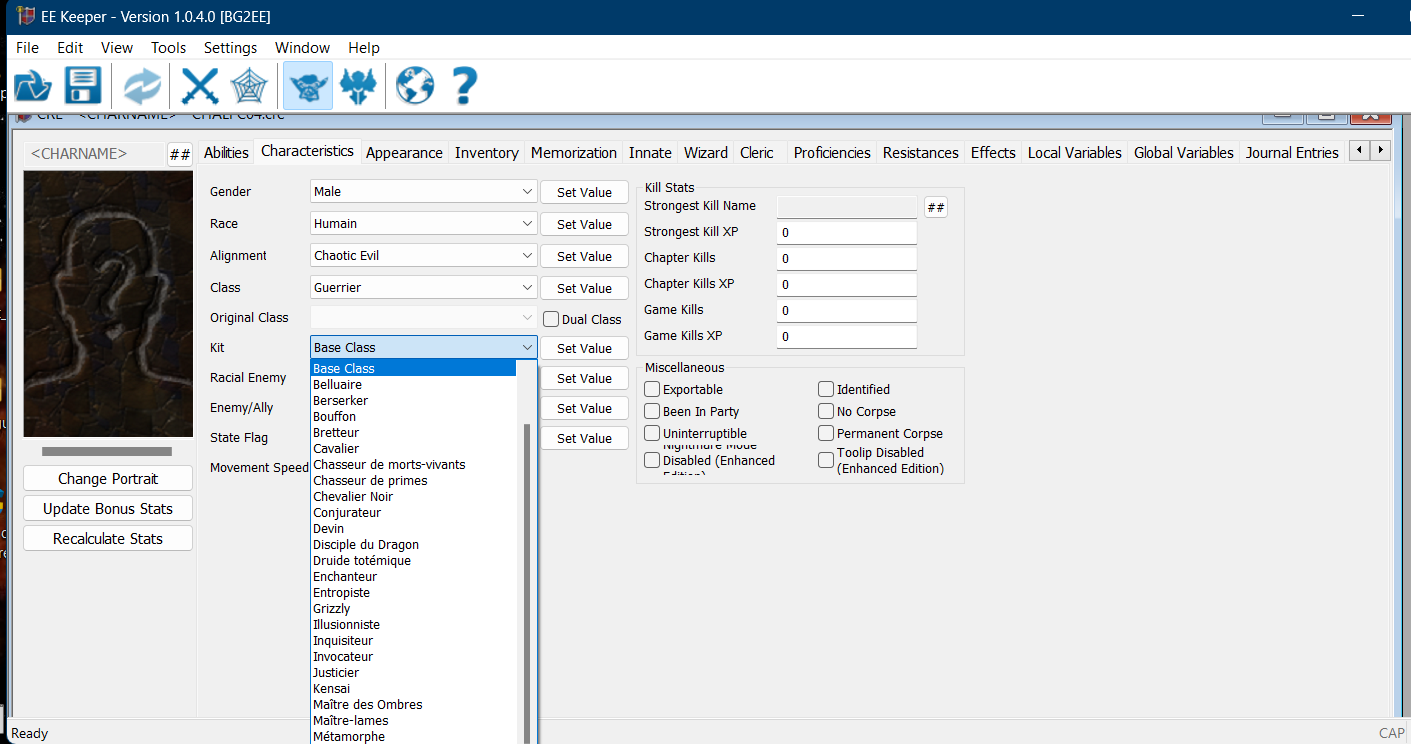 EE Keeper - Version 1.0.4.0 [BG2EE]
File Edit View Tools Settings Window Help
CRE <CHARNAME> CHALPC04.cre
<CHARNAME> ## Abilities Characteristics Appearance Inventory Memorization Innate Wizard Cleric Proficiencies Resistances Effects Local Variables Global Variables Journal Entries
Gender Male Set Value
Race Humain Set Value
Alignment Chaotic Evil Set Value
Class Guerrier Set Value
Original Class Dual Class
Kit Base Class Set Value
Racial Enemy Set Value
Enemy/Ally Set Value
State Flag Set Value
Movement Speed
Base Class
Belluaire
Berserker
Bouffon
Bretteur
Cavalier
Chasseur de morts-vivants
Chasseur de primes
Chevalier Noir
Conjurateur
Devin
Disciple du Dragon
Druide totémique
Enchanteur
Entropiste
Grizzly
Illusionniste
Inquisiteur
Invocateur
Justicier
Kensai
Maître des Ombres
Maître-lames
Métamorphe
Kill Stats
Strongest Kill Name ##
Strongest Kill XP 0
Chapter Kills 0
Chapter Kills XP 0
Game Kills 0
Game Kills XP 0
Miscellaneous
Exportable Identified
Been In Party No Corpse
Uninterruptible Permanent Corpse
Nightmare Mode
Disabled (Enhanced
Edition)
Toolip Disabled
(Enhanced Edition)
Change Portrait
Update Bonus Stats
Recalculate Stats
Ready CAP